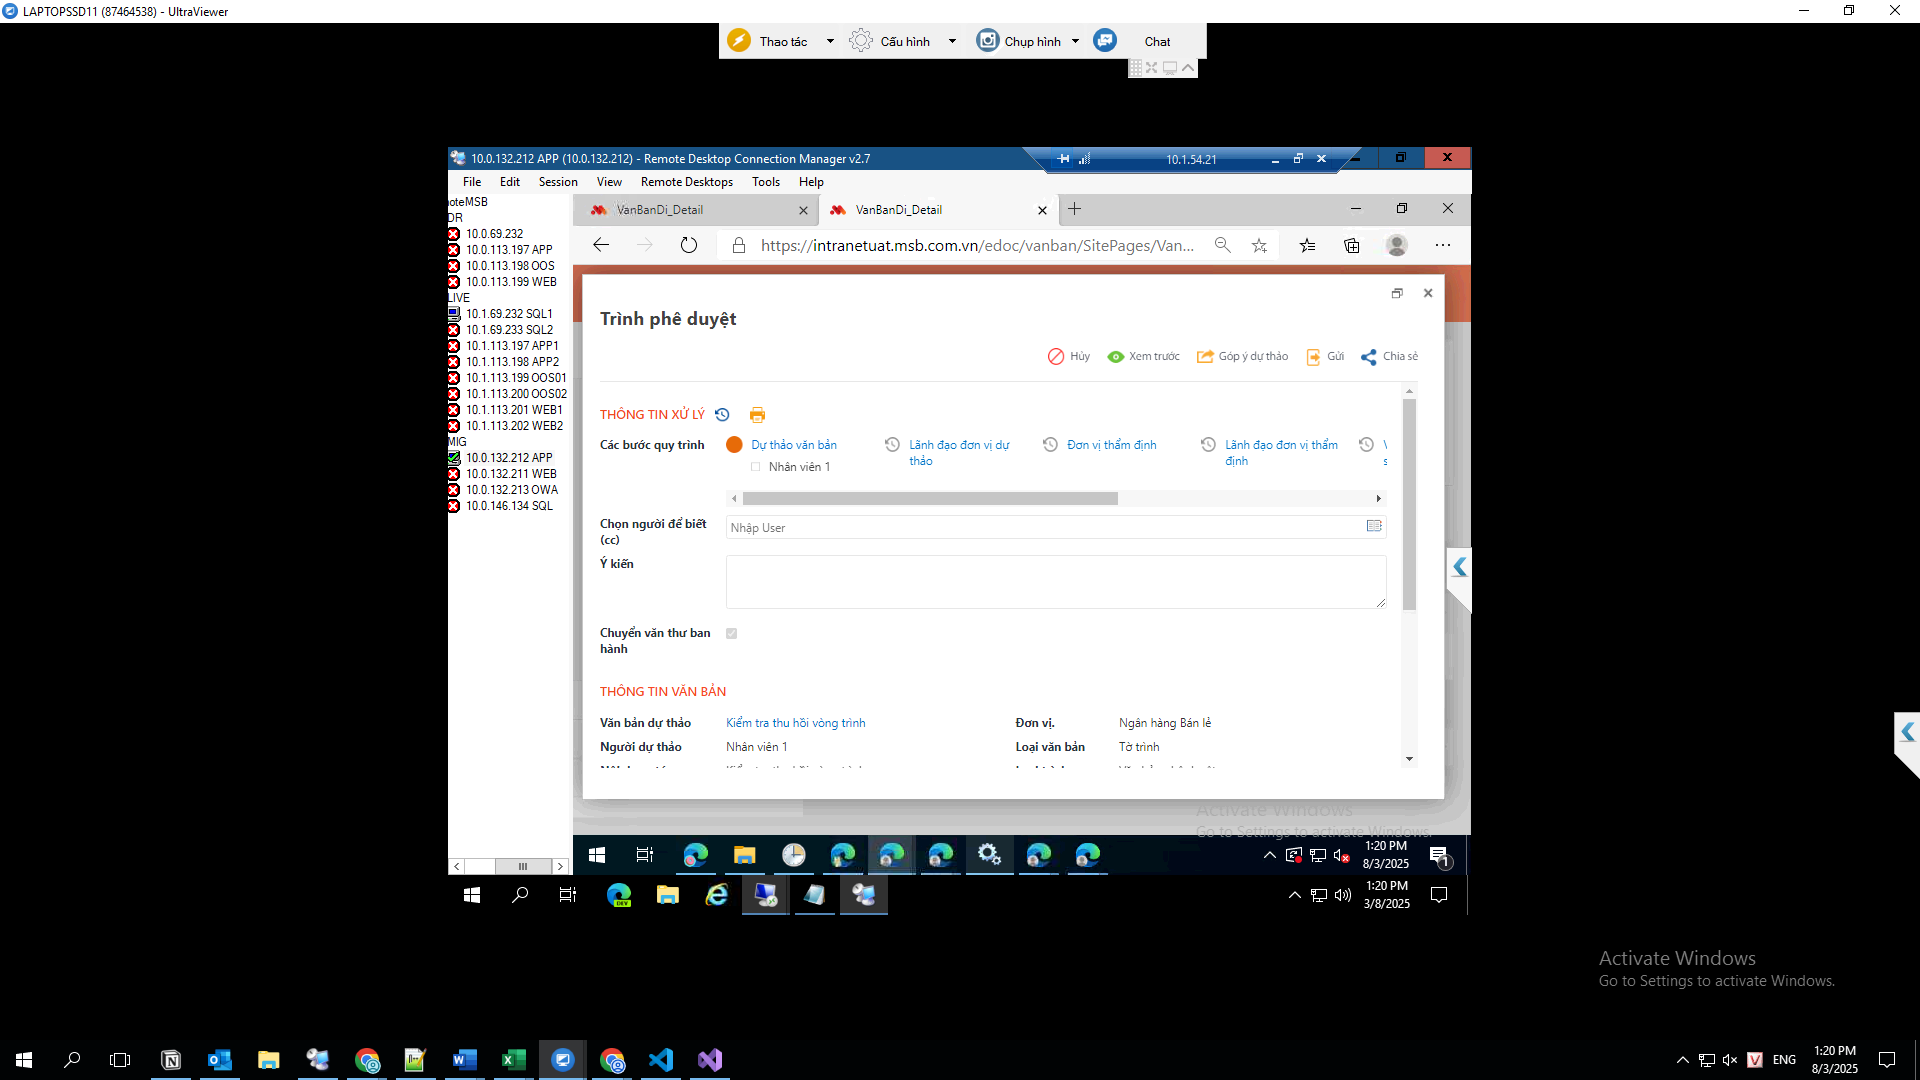 LAPTOPSSD11 (87464538) - UltraViewer
Thao tác
Cấu hình
Chụp hình
Chat
10.0.132.212 APP (10.0.132.212) - Remote Desktop Connection Manager v2.7
10.1.54.21
File Edit Session View Remote Desktops Tools Help
oteMSB
DR
10.0.69.232
10.0.113.197 APP
10.0.113.198 OOS
10.0.113.199 WEB
LIVE
10.1.69.232 SQL1
10.1.69.233 SQL2
10.1.113.197 APP1
10.1.113.198 APP2
10.1.113.199 OOS01
10.1.113.200 OOS02
10.1.113.201 WEB1
10.1.113.202 WEB2
MIG
10.0.132.212 APP
10.0.132.211 WEB
10.0.132.213 OWA
10.0.146.134 SQL
VanBanDi_Detail
VanBanDi_Detail
https://intranetuat.msb.com.vn/edoc/vanban/SitePages/Van...
Trình phê duyệt
Hủy
Xem trước
Góp ý dự thảo
Gửi
Chia sẻ
THÔNG TIN XỬ LÝ
Các bước quy trình
Dự thảo văn bản
Nhân viên 1
Lãnh đạo đơn vị dự
thảo
Đơn vị thẩm định
Lãnh đạo đơn vị thẩm
định
Chọn người để biết
(cc)
Nhập User
Ý kiến
Chuyển văn thư ban
hành
THÔNG TIN VĂN BẢN
Văn bản dự thảo
Kiểm tra thu hồi vòng trình
Đơn vị.
Ngân hàng Bán lẻ
Người dự thảo
Nhân viên 1
Loại văn bản
Tờ trình
Activate Windows
Go to Settings to activate Windows.
1:20 PM
8/3/2025
1
DEV
1:20 PM
3/8/2025
Activate Windows
Go to Settings to activate Windows.
ENG
1:20 PM
8/3/2025